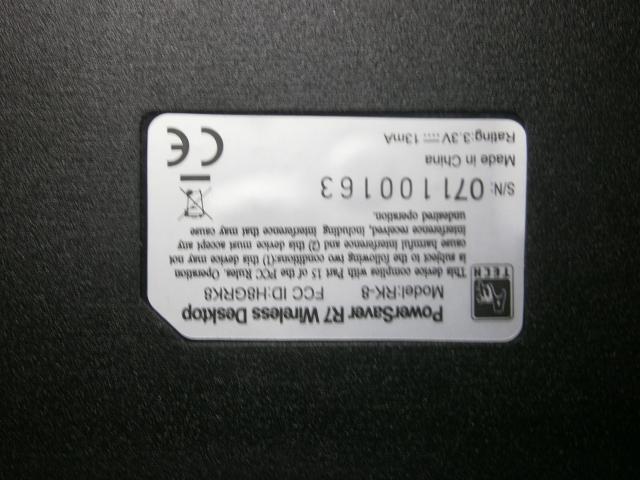 PowerSaver R7 Wireless Desktop
Model:RK-8 FCC ID:H8GRK8
TECH
This device complies with Part 15 of the FCC Rules. Operation
is subject to the following two conditions:(1) this device may not
cause harmful interference and (2) this device must accept any
interference received, including interference that may cause
undesired operation.
S/N: 071100163
Made in China
Rating:3.3V 13mA
CE